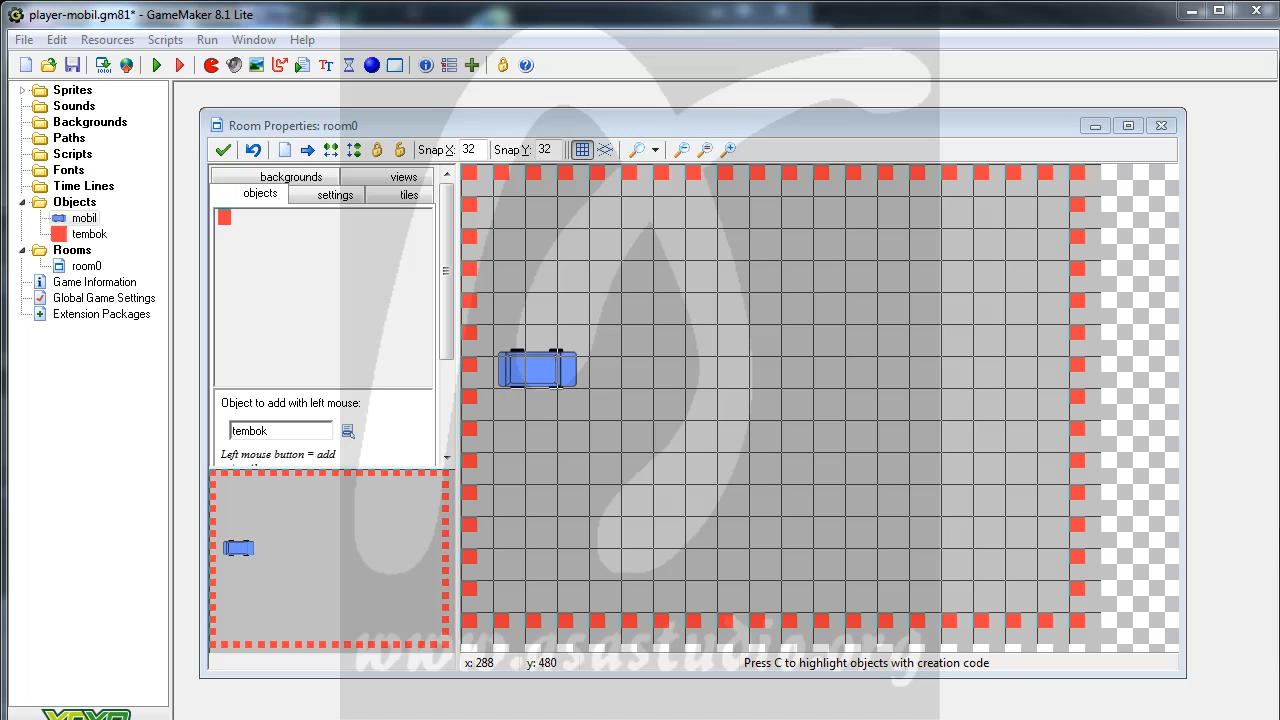 player-mobil.gm81* - GameMaker 8.1 Lite
File Edit Resources Scripts Run Window Help
Sprites
Sounds
Backgrounds
Paths
Scripts
Fonts
Time Lines
Objects
mobil
tembok
Rooms
room0
Game Information
Global Game Settings
Extension Packages
Room Properties: room0
Snap X: 32 Snap Y: 32
backgrounds views
objects settings tiles
Object to add with left mouse:
tembok
Left mouse button = add
x: 288 y: 480 Press C to highlight objects with creation code
www.asastudio.org